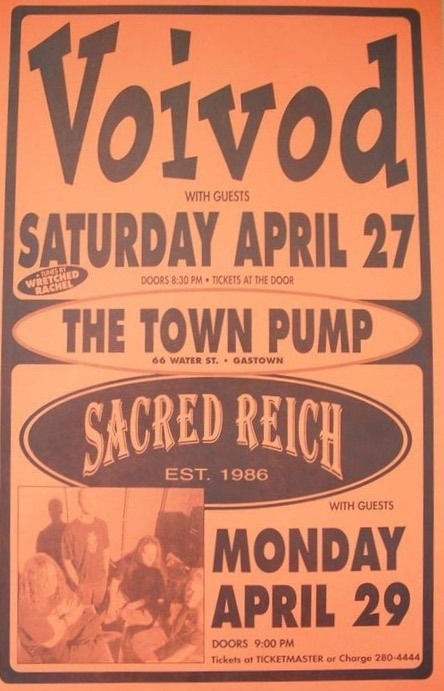 Voivod
WITH GUESTS
SATURDAY APRIL 27
• TUNES BY
WRETCHED
RACHEL
DOORS 8:30 PM • TICKETS AT THE DOOR
THE TOWN PUMP
66 WATER ST. • GASTOWN
SACRED REICH
EST. 1986
WITH GUESTS
MONDAY
APRIL 29
DOORS 9:00 PM
Tickets at TICKETMASTER or Charge 280-4444